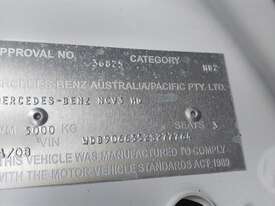 APPROVAL NO. 36825 CATEGORY NB2
MERCEDES-BENZ AUSTRALIA/PACIFIC PTY. LTD.
MERCEDES-BENZ NCV3 MD
5000 KG SEATS 3
VIN
/08
THIS VEHICLE WAS MANUFACTURED TO COMPLY
WITH THE MOTOR VEHICLE STANDARDS ACT 1989